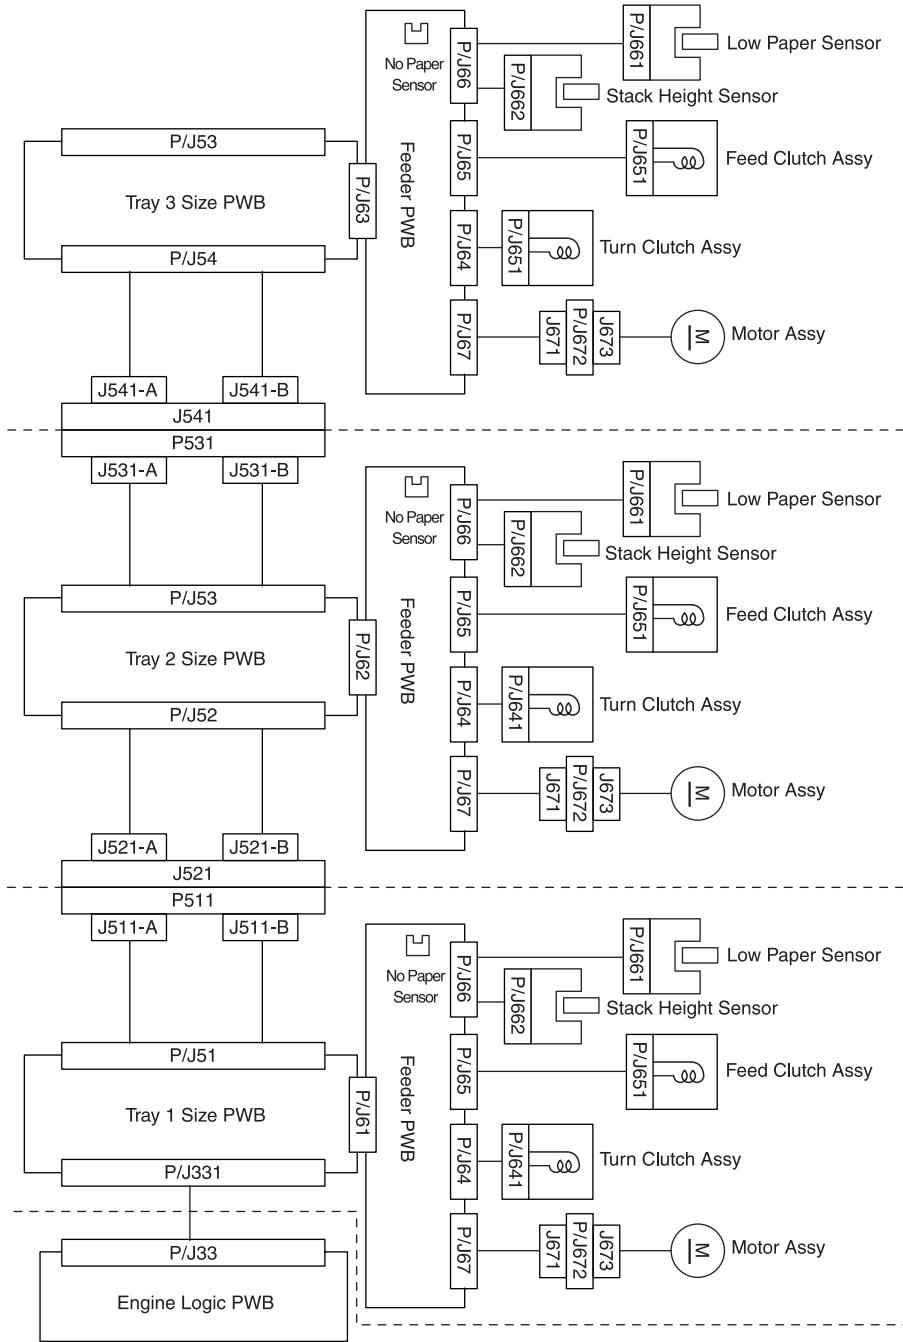 No Paper
Sensor
P/J66
P/J661
Low Paper Sensor
P/J662
Stack Height Sensor
P/J53
Tray 3 Size PWB
P/J63
Feeder PWB
P/J65
P/J651
Feed Clutch Assy
P/J54
P/J64
P/J651
Turn Clutch Assy
P/J67
J671
P/J672
J673
M
Motor Assy
J541-A
J541-B
J541
P531
J531-A
J531-B
No Paper
Sensor
P/J66
P/J661
Low Paper Sensor
P/J662
Stack Height Sensor
P/J53
Tray 2 Size PWB
P/J62
Feeder PWB
P/J65
P/J651
Feed Clutch Assy
P/J52
P/J64
P/J641
Turn Clutch Assy
P/J67
J671
P/J672
J673
M
Motor Assy
J521-A
J521-B
J521
P511
J511-A
J511-B
No Paper
Sensor
P/J66
P/J661
Low Paper Sensor
P/J662
Stack Height Sensor
P/J51
Tray 1 Size PWB
P/J61
Feeder PWB
P/J65
P/J651
Feed Clutch Assy
P/J331
P/J64
P/J641
Turn Clutch Assy
P/J67
J671
P/J672
J673
M
Motor Assy
P/J33
Engine Logic PWB